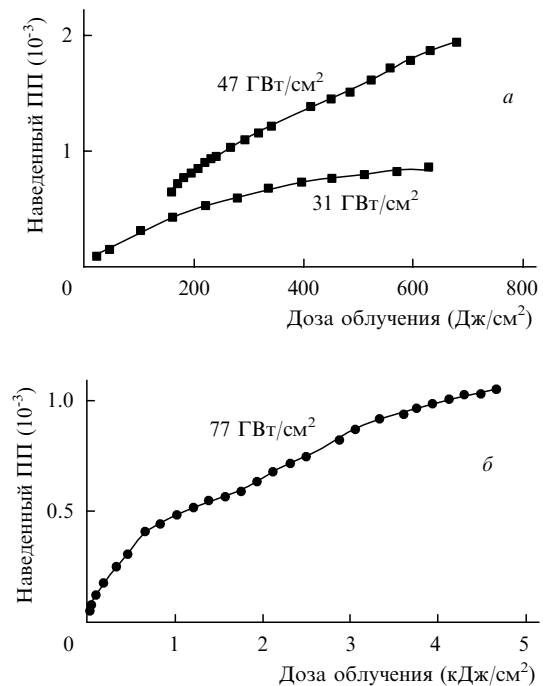 2
47 ГВт/см²
а
Наведенный ПП (10⁻³)
1
31 ГВт/см²
0
200
400
600
800
Доза облучения (Дж/см²)
1.0
77 ГВт/см²
б
Наведенный ПП (10⁻³)
0.5
0
1
2
3
4
5
Доза облучения (кДж/см²)